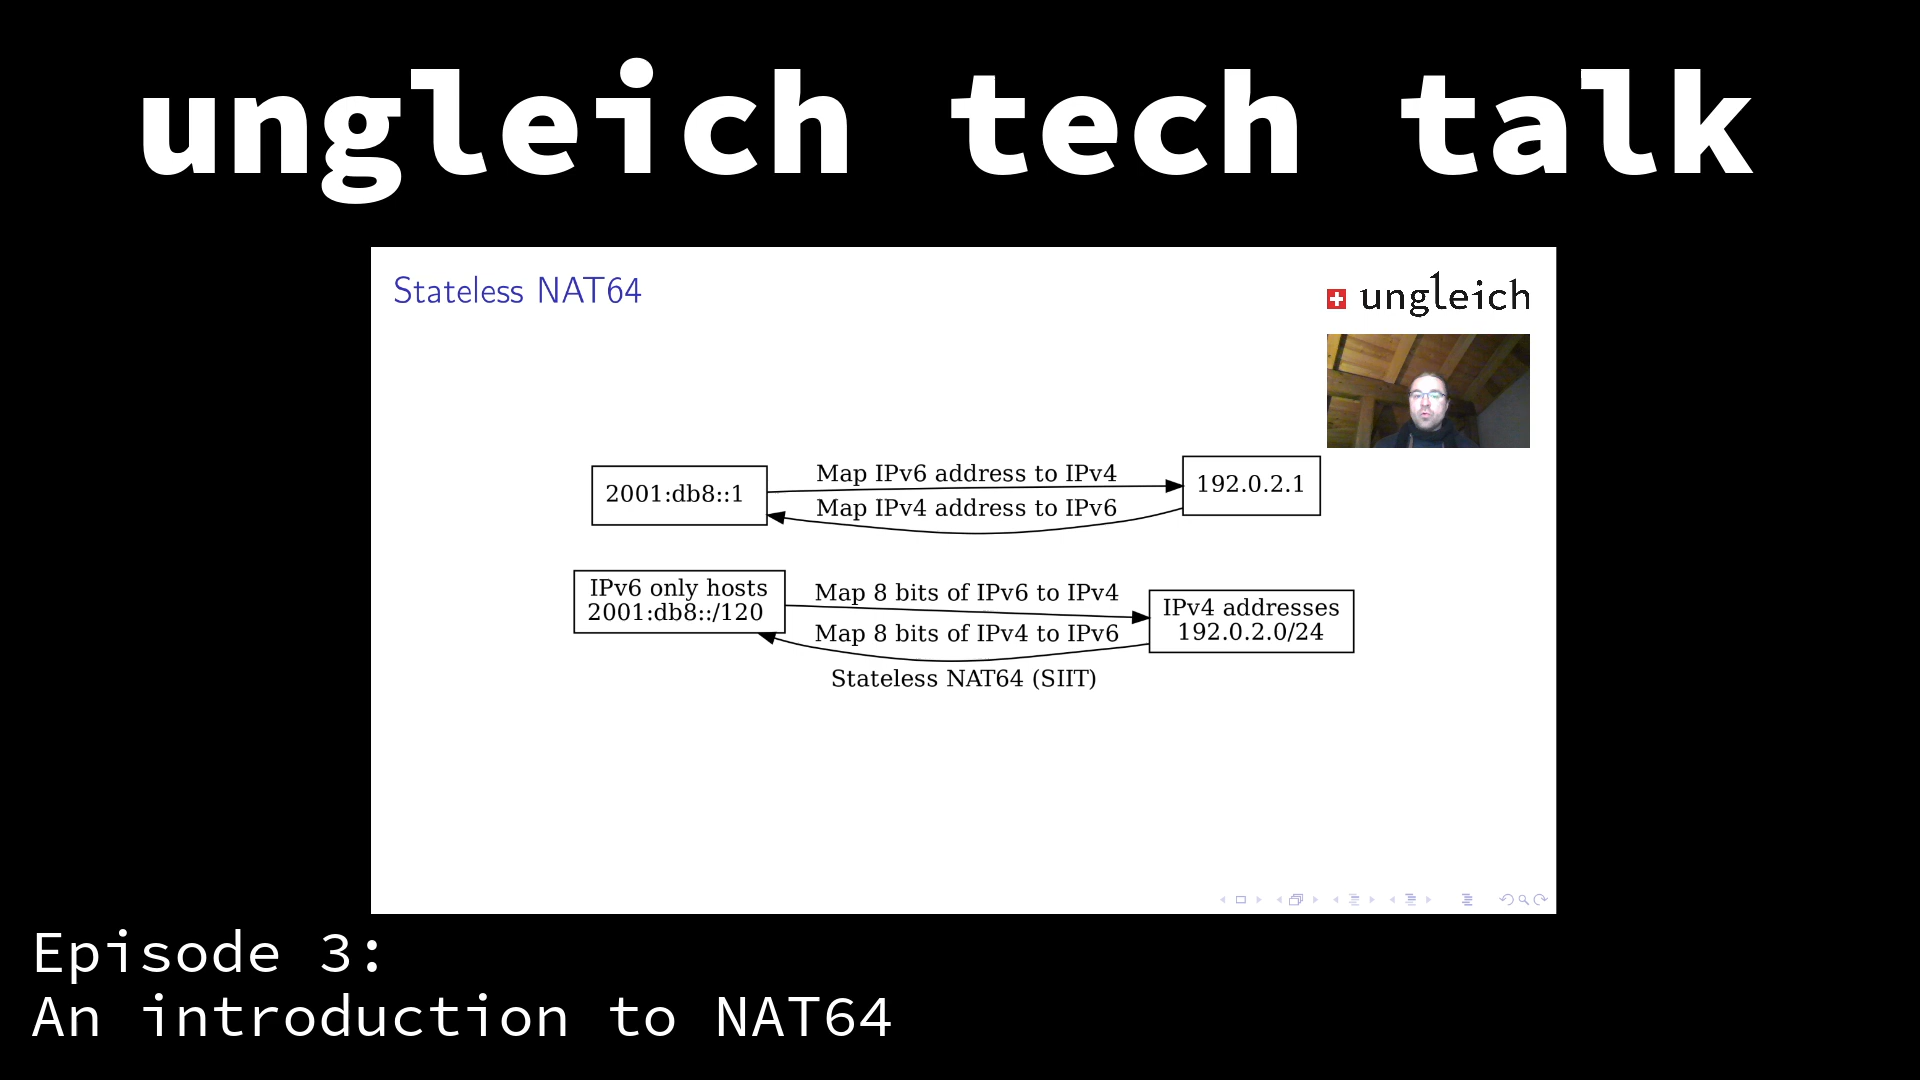 ungleich tech talk
Stateless NAT64
ungleich
2001:db8::1
Map IPv6 address to IPv4
Map IPv4 address to IPv6
192.0.2.1
IPv6 only hosts
2001:db8::/120
Map 8 bits of IPv6 to IPv4
Map 8 bits of IPv4 to IPv6
IPv4 addresses
192.0.2.0/24
Stateless NAT64 (SIIT)
Episode 3:
An introduction to NAT64